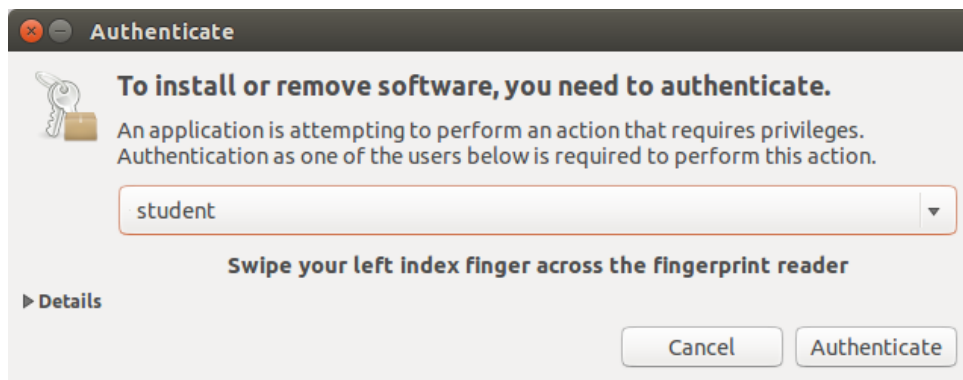 Authenticate
To install or remove software, you need to authenticate.
An application is attempting to perform an action that requires privileges.
Authentication as one of the users below is required to perform this action.
student
Swipe your left index finger across the fingerprint reader
Details
Cancel Authenticate